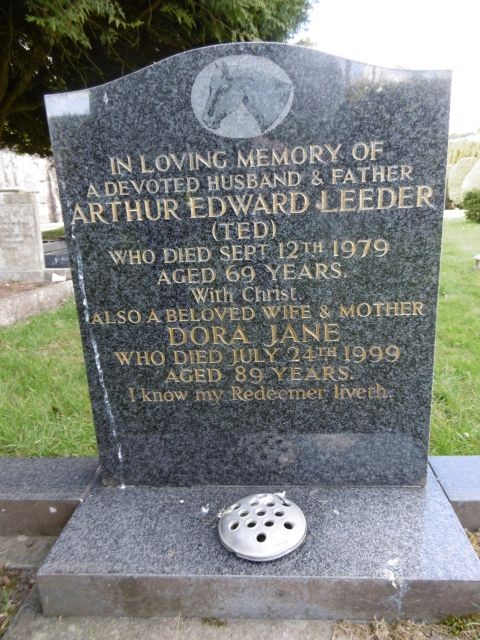 IN LOVING MEMORY OF
A DEVOTED HUSBAND & FATHER
ARTHUR EDWARD LEEDER
(TED)
WHO DIED SEPT 12TH 1979
AGED 69 YEARS.
With Christ.
ALSO A BELOVED WIFE & MOTHER
DORA JANE
WHO DIED JULY 24TH 1999
AGED 89 YEARS.
I know my Redeemer liveth.